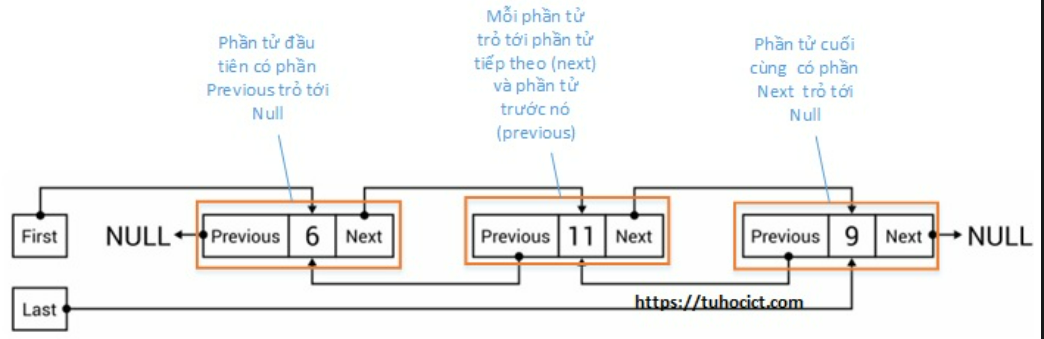 Phần tử đầu
tiên có phần
Previous trỏ tới
Null
Mỗi phần tử
trỏ tới phần tử
tiếp theo (next)
và phần tử
trước nó
(previous)
Phần tử cuối
cùng có phần
Next trỏ tới
Null
First
NULL
Previous
6
Next
Previous
11
Next
Previous
9
Next
NULL
Last
https://tuhocict.com